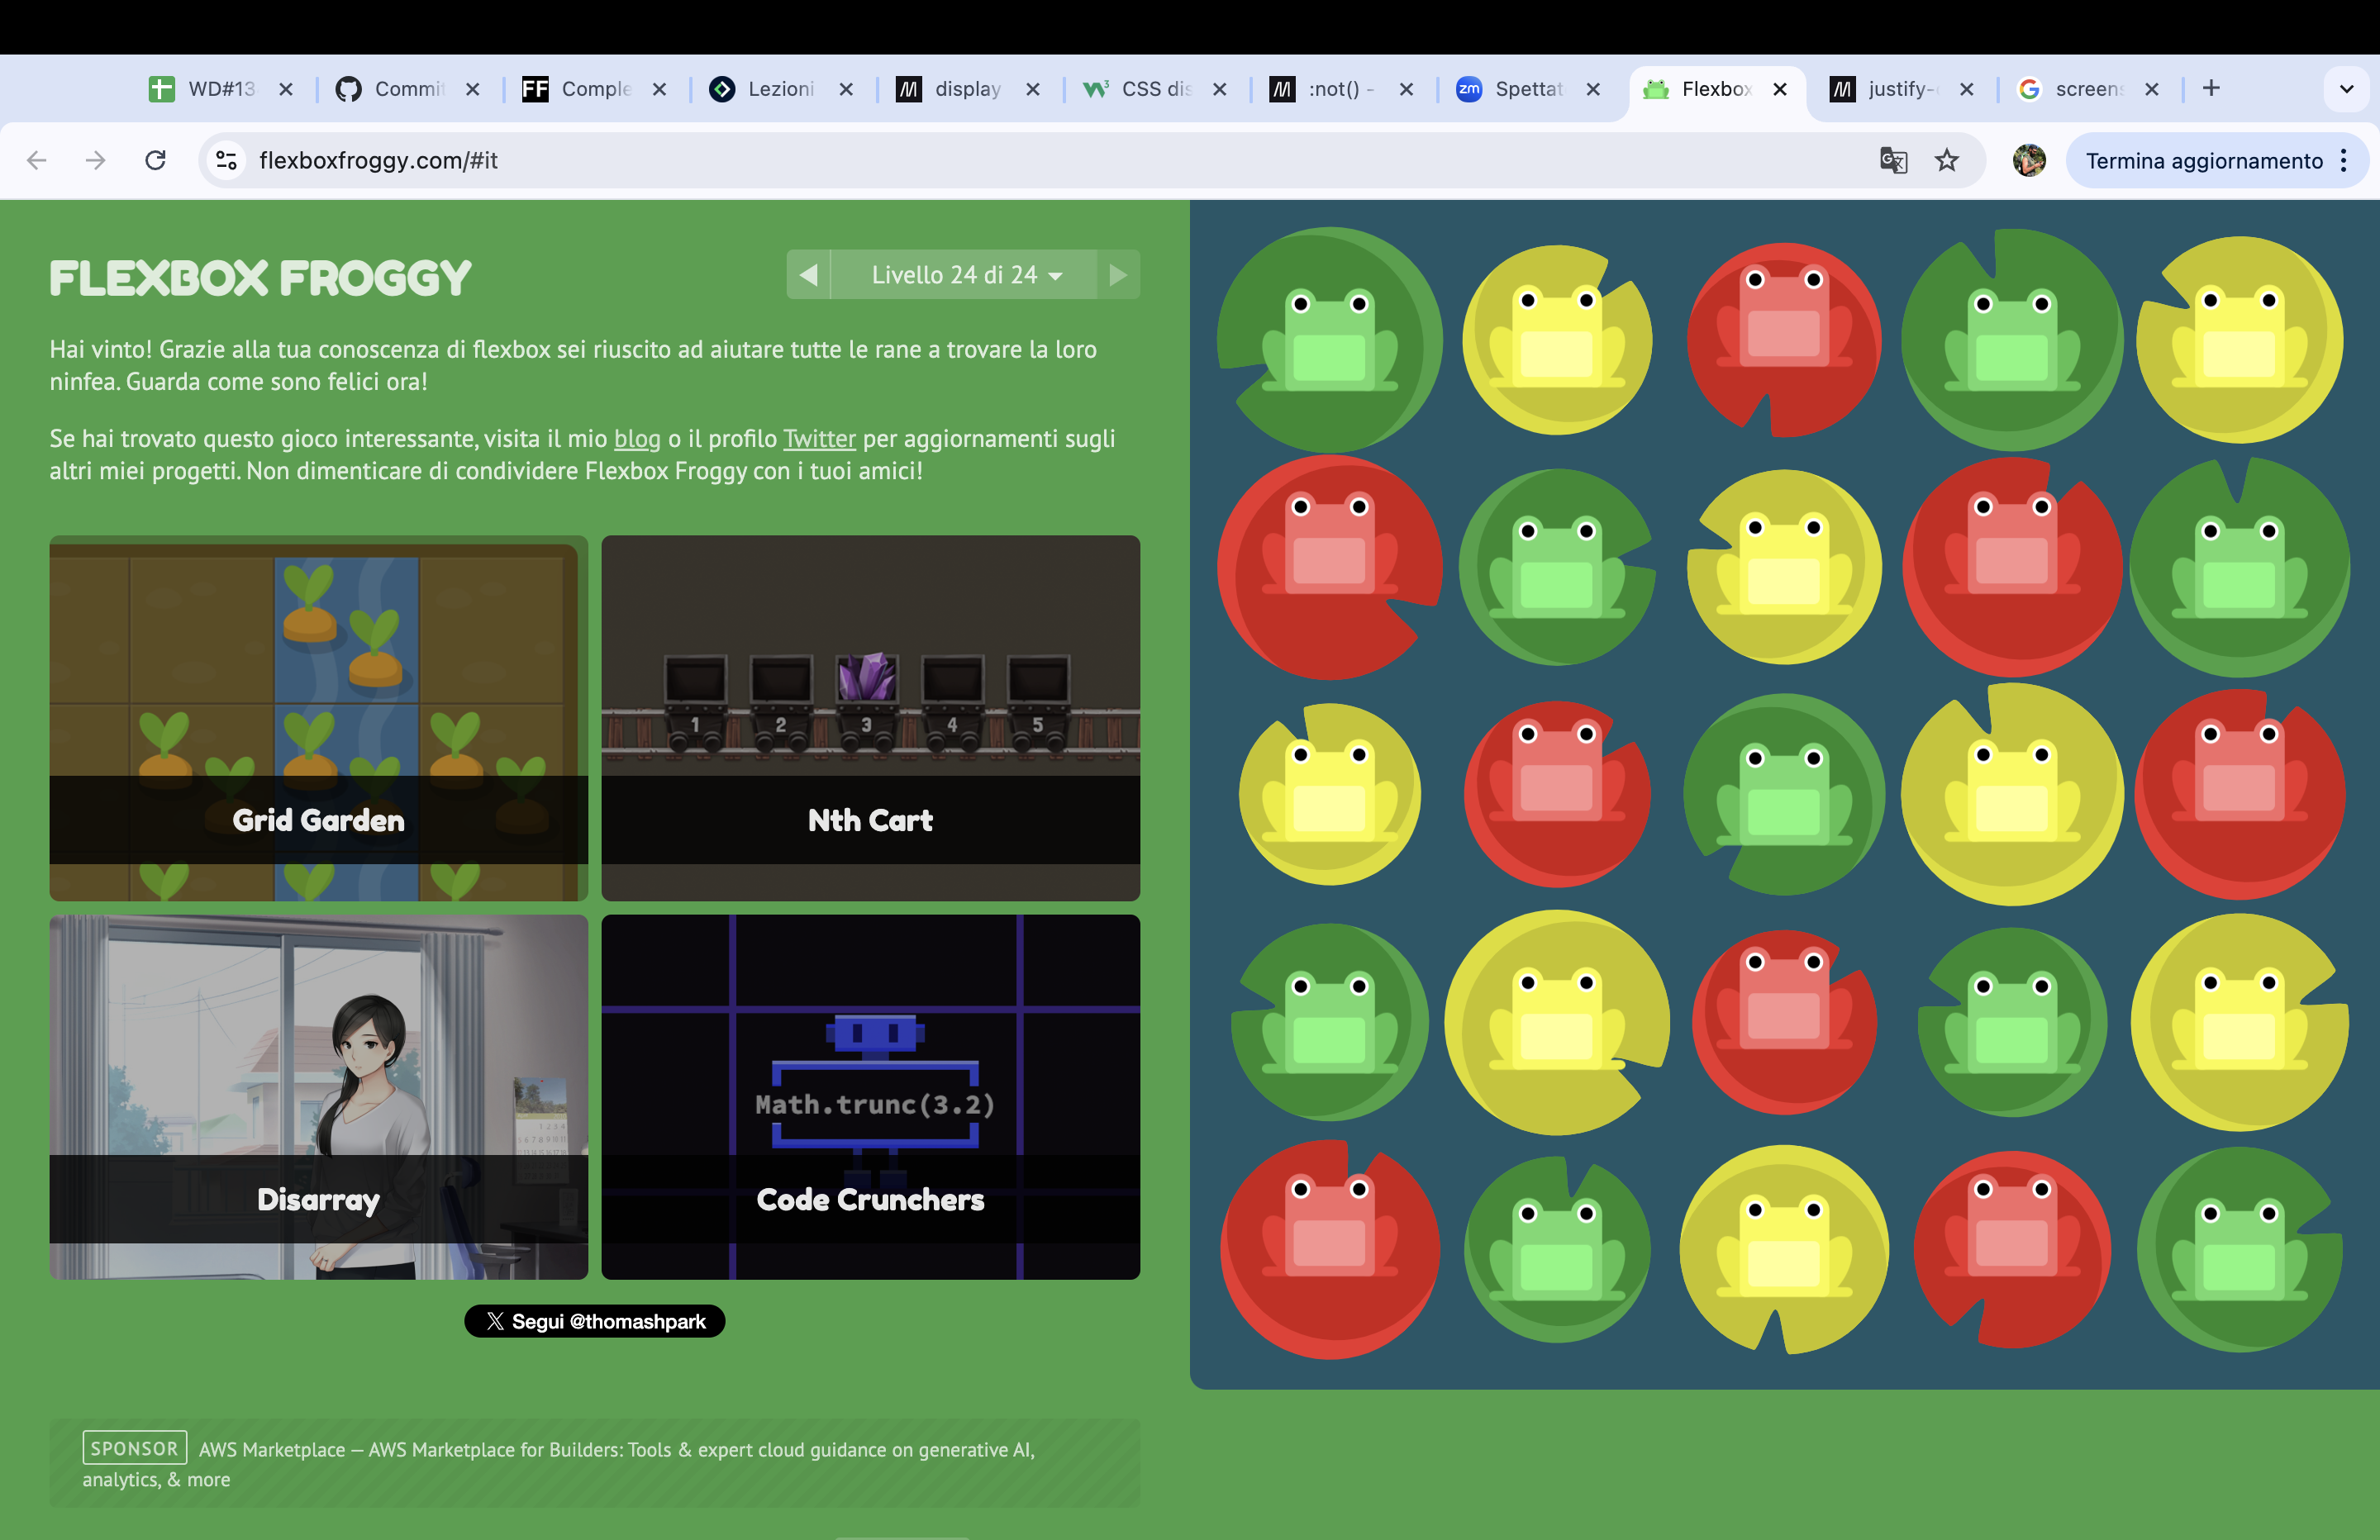 WD#13
Commit
FF Comple
Lezioni
display
W3 CSS dis
:not() -
zm Spettat
Flexbox
justify-
screens
flexboxfroggy.com/#it
Termina aggiornamento
FLEXBOX FROGGY
Livello 24 di 24
Hai vinto! Grazie alla tua conoscenza di flexbox sei riuscito ad aiutare tutte le rane a trovare la loro
ninfea. Guarda come sono felici ora!
Se hai trovato questo gioco interessante, visita il mio blog o il profilo Twitter per aggiornamenti sugli
altri miei progetti. Non dimenticare di condividere Flexbox Froggy con i tuoi amici!
1 2 3 4 5
Grid Garden
Nth Cart
Math.trunc(3.2)
Disarray
Code Crunchers
X Segui @thomashpark
SPONSOR AWS Marketplace — AWS Marketplace for Builders: Tools & expert cloud guidance on generative AI,
analytics, & more